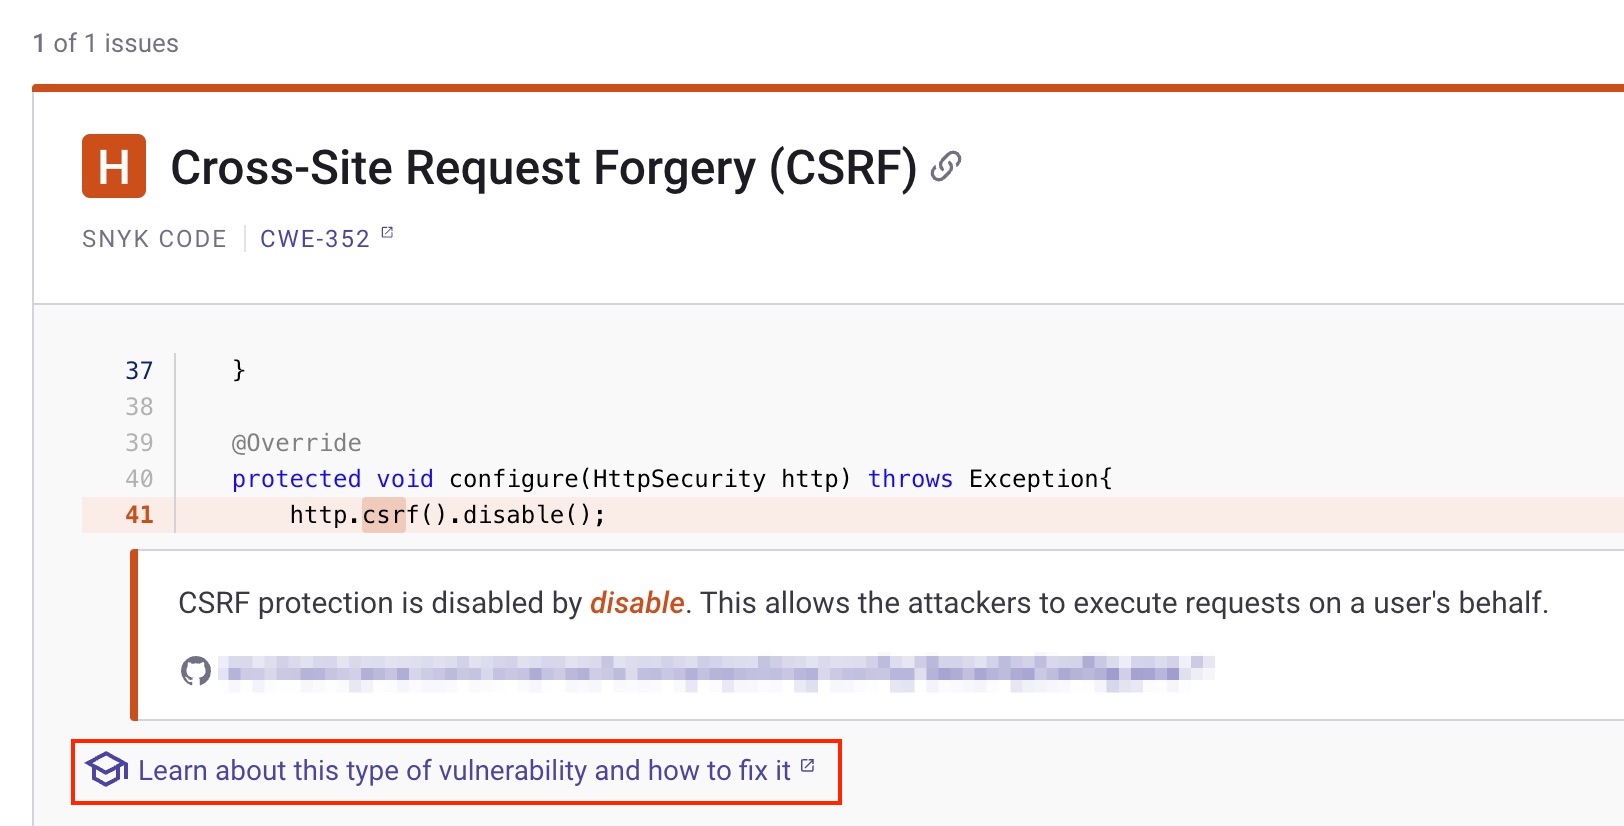 1 of 1 issues
H Cross-Site Request Forgery (CSRF)
SNYK CODE CWE-352
37 }
38
39 @Override
40 protected void configure(HttpSecurity http) throws Exception{
41 http.csrf().disable();
CSRF protection is disabled by disable. This allows the attackers to execute requests on a user's behalf.
Learn about this type of vulnerability and how to fix it